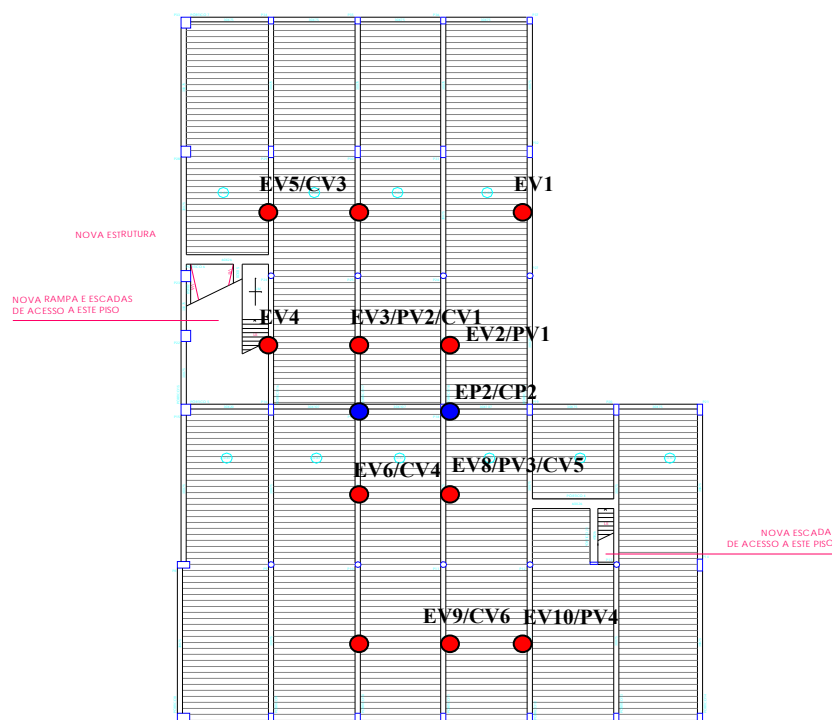 EV5/CV3
EV1
NOVA ESTRUTURA
NOVA RAMPA E ESCADAS
DE ACESSO A ESTE PISO
EV4
EV3/PV2/CV1
EV2/PV1
EP2/CP2
EV6/CV4
EV8/PV3/CV5
NOVA ESCADA
DE ACESSO A ESTE PISO
EV9/CV6
EV10/PV4